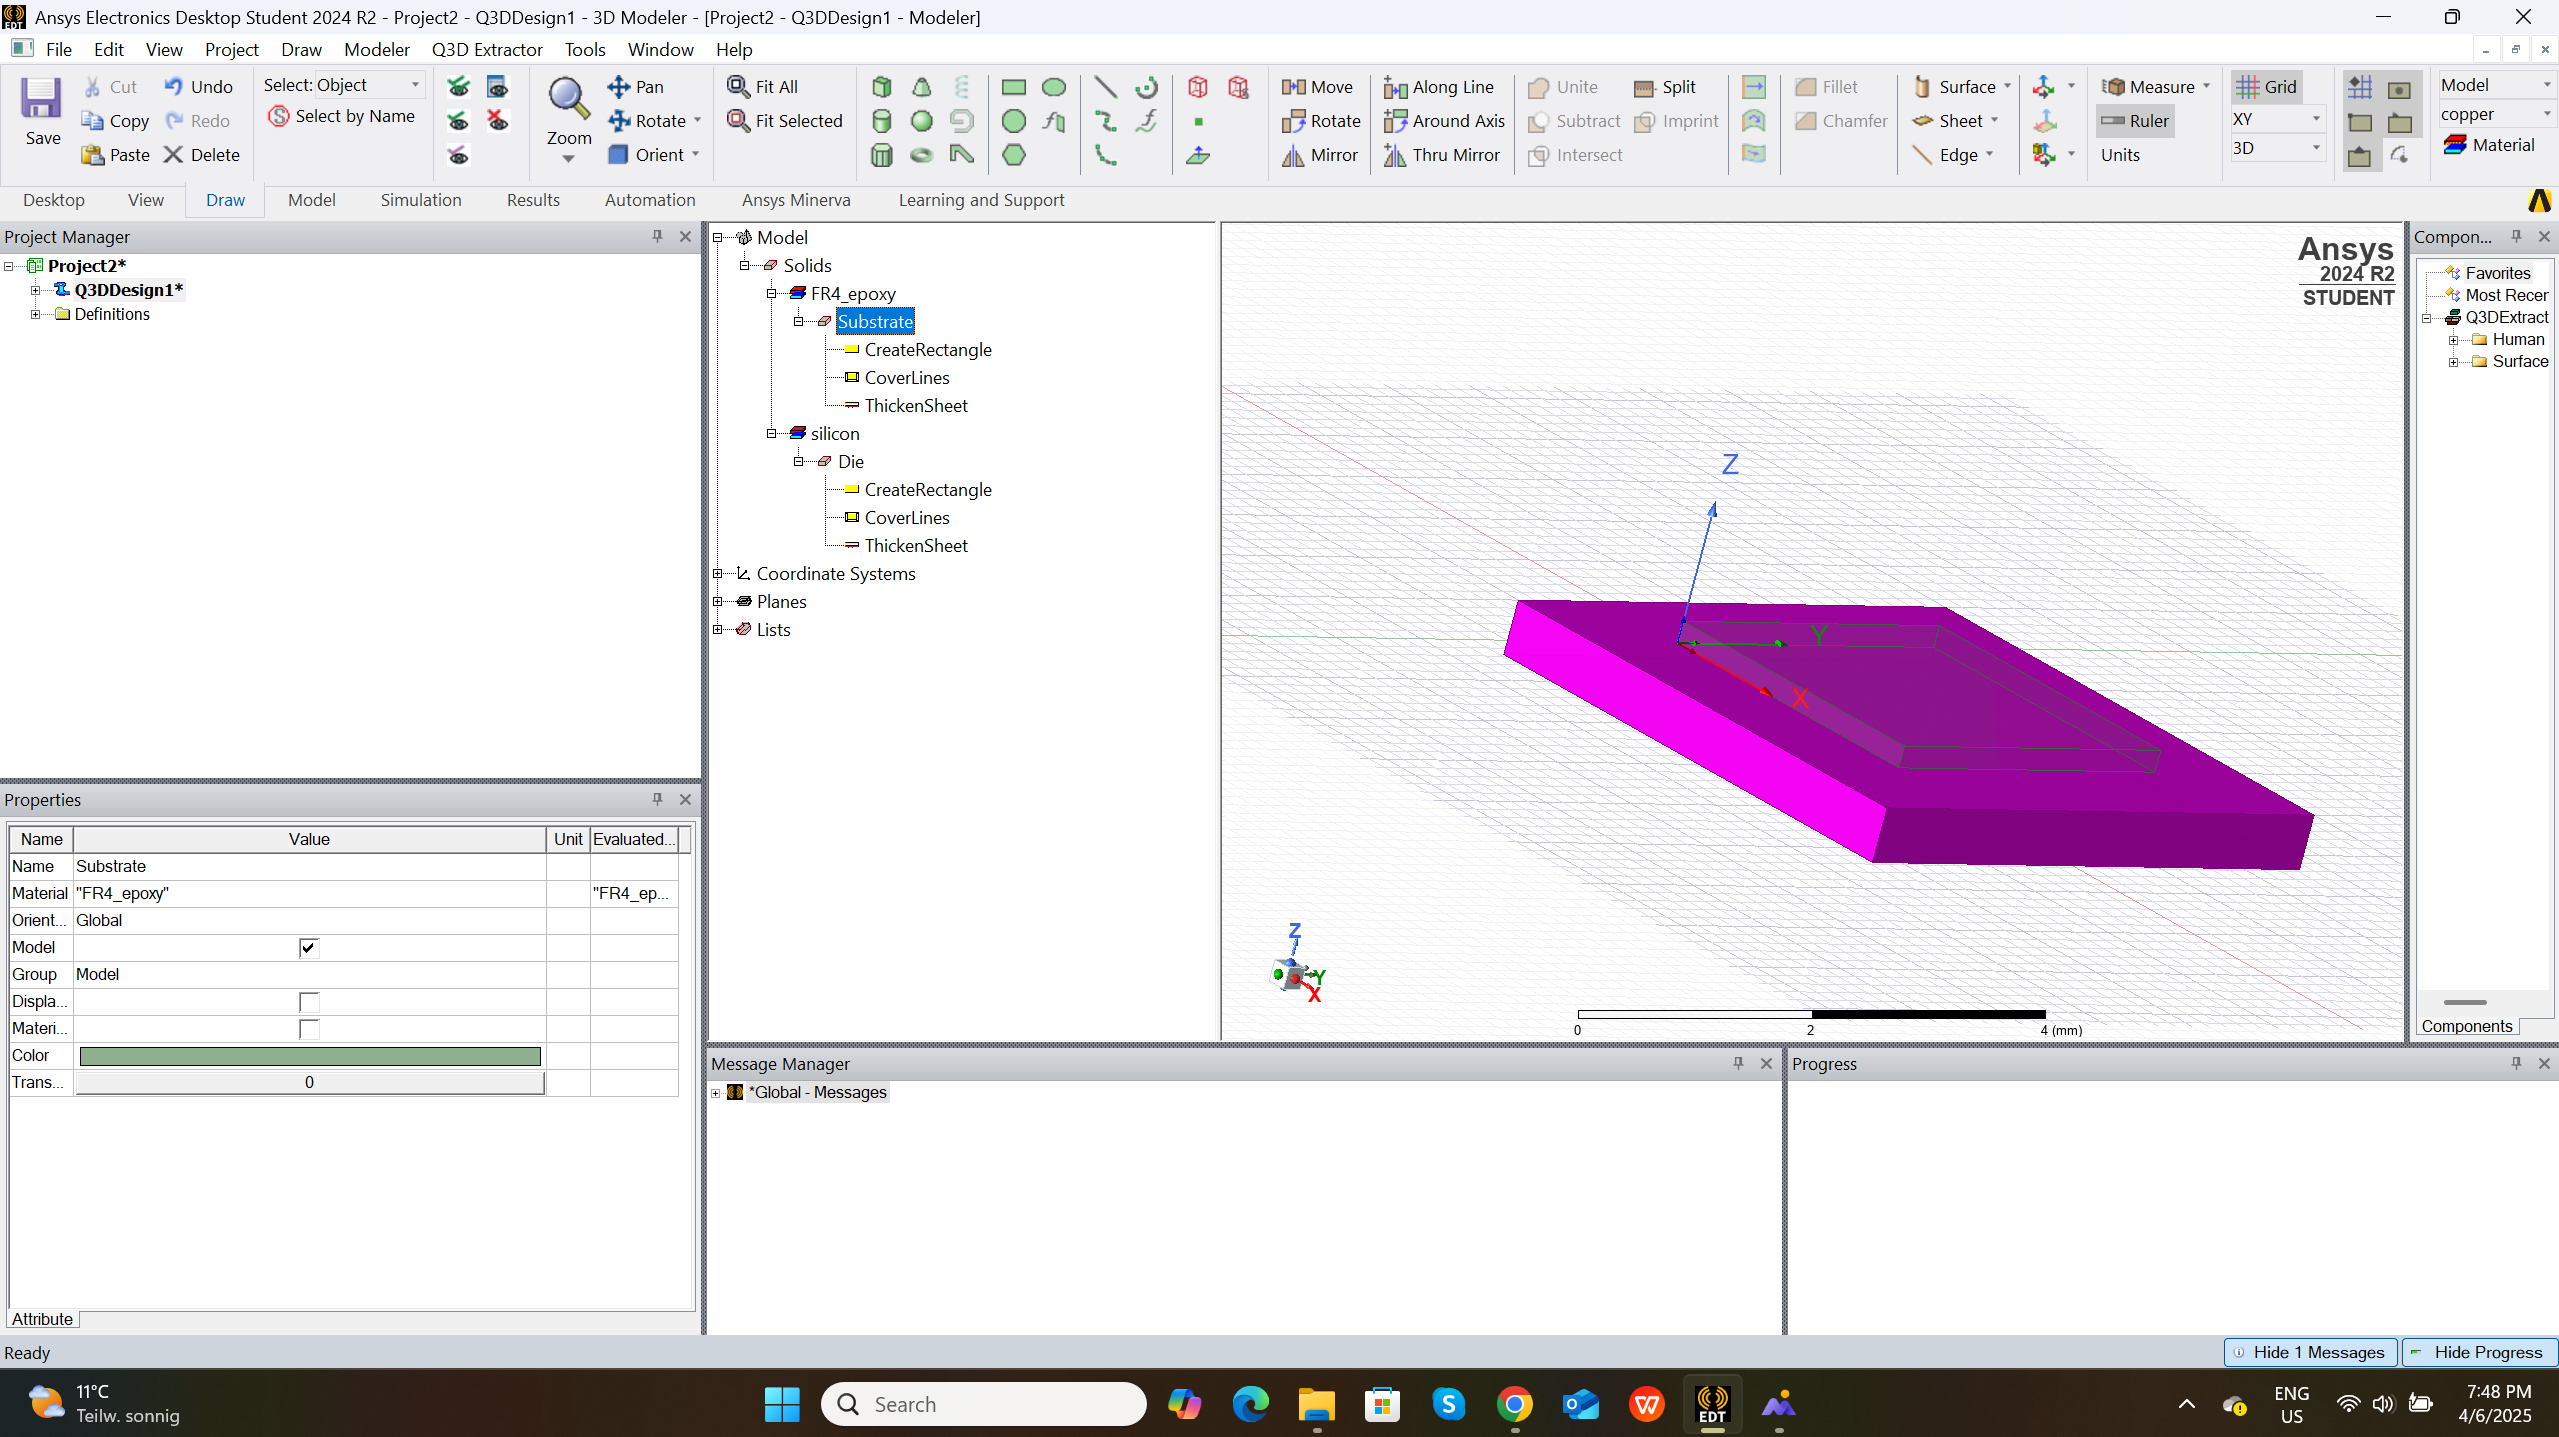 Ansys Electronics Desktop Student 2024 R2 - Project2 - Q3DDesign1 - 3D Modeler - [Project2 - Q3DDesign1 - Modeler]
File Edit View Project Draw Modeler Q3D Extractor Tools Window Help
Save
Cut
Copy
Paste
Undo
Redo
Delete
Select: Object
Select by Name
Zoom
Pan
Rotate
Orient
Fit All
Fit Selected
Move
Rotate
Mirror
Along Line
Around Axis
Thru Mirror
Unite
Subtract
Intersect
Split
Imprint
Fillet
Chamfer
Surface
Sheet
Edge
Measure
Ruler
Units
Grid
XY
3D
Model
copper
Material
Desktop View Draw Model Simulation Results Automation Ansys Minerva Learning and Support
Project Manager
Project2*
Q3DDesign1*
Definitions
Model
Solids
FR4_epoxy
Substrate
CreateRectangle
CoverLines
ThickenSheet
silicon
Die
CreateRectangle
CoverLines
ThickenSheet
Coordinate Systems
Planes
Lists
Ansys
2024 R2
STUDENT
Z
Y
X
Z
Y
X
0 2 4 (mm)
Compon...
Favorites
Most Recer
Q3DExtract
Human
Surface
Components
Properties
Name Value Unit Evaluated...
Name Substrate
Material "FR4_epoxy" "FR4_ep...
Orient... Global
Model
Group Model
Displa...
Materi...
Color
Trans... 0
Attribute
Message Manager
*Global - Messages
Progress
Ready
Hide 1 Messages
Hide Progress
11°C
Teilw. sonnig
Search
EDT
ENG
US
7:48 PM
4/6/2025